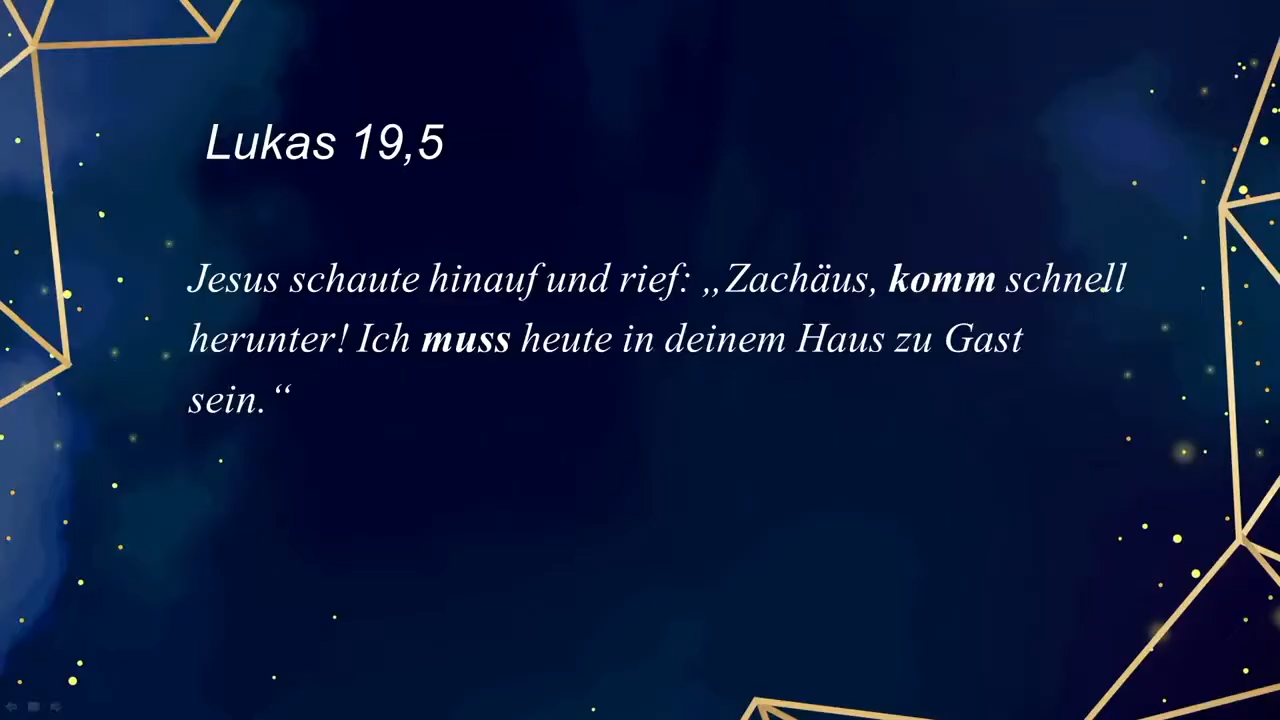 Lukas 19,5
Jesus schaute hinauf und rief: „Zachäus, komm schnell
herunter! Ich muss heute in deinem Haus zu Gast
sein.“